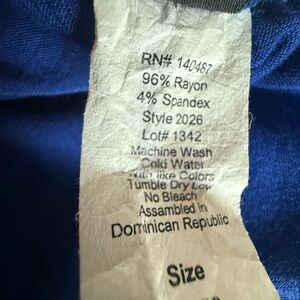 RN# 140487
96% Rayon
4% Spandex
Style 2026
Lot# 1342
Machine Wash
Cold Water
With like Colors
Tumble Dry Low
No Bleach
Assambled in
Dominican Republic
Size